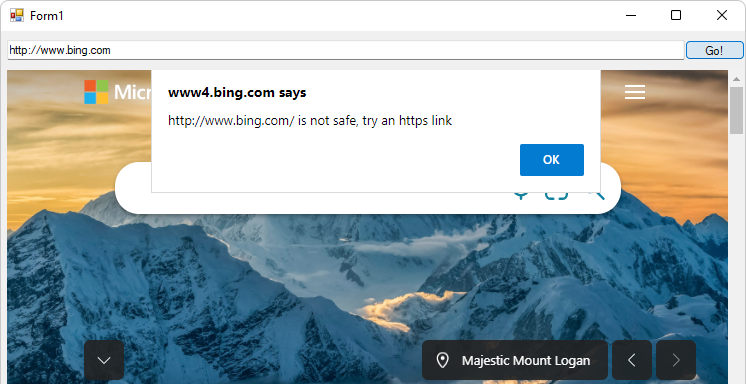 Form1
http://www.bing.com
Go!
www4.bing.com says
http://www.bing.com/ is not safe, try an https link
OK
Majestic Mount Logan